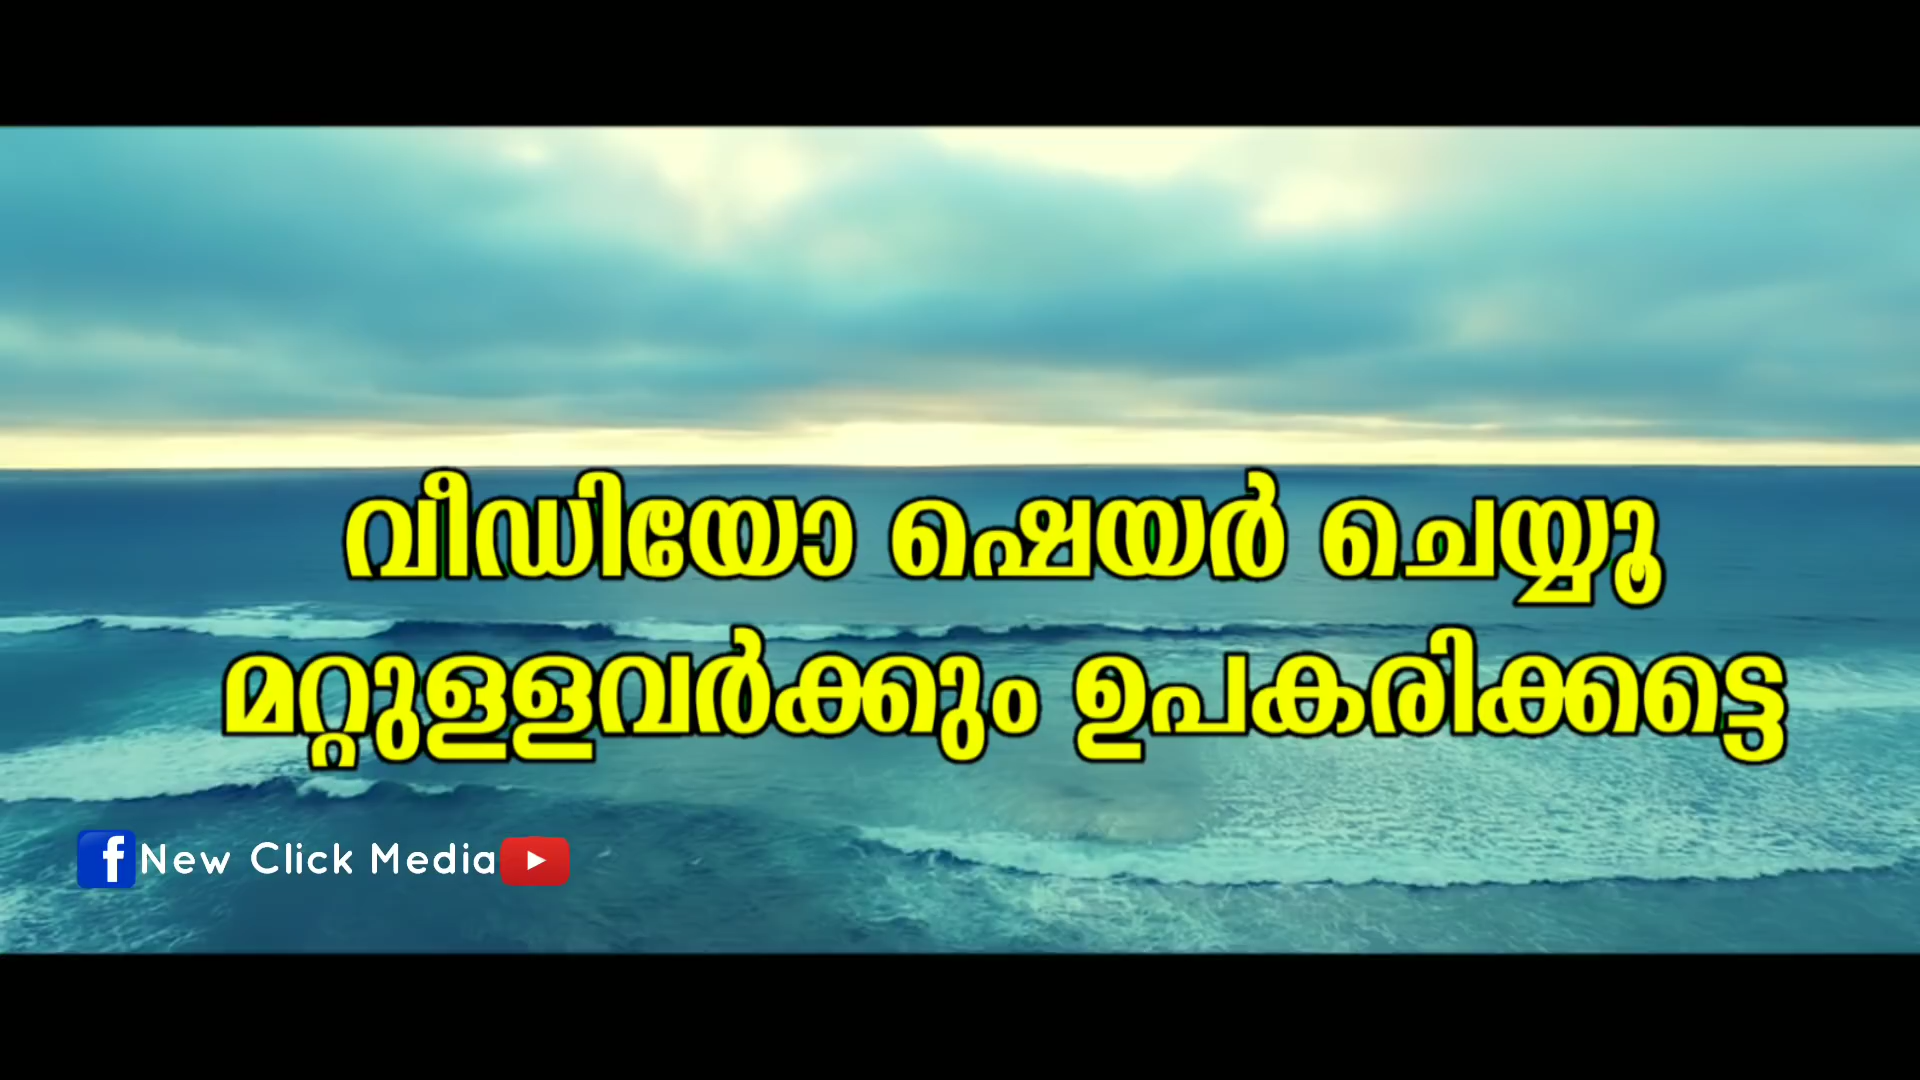 വീഡിയോ ഷെയർ ചെയ്യൂ
മറ്റുള്ളവർക്കും ഉപകരിക്കട്ടെ
New Click Media